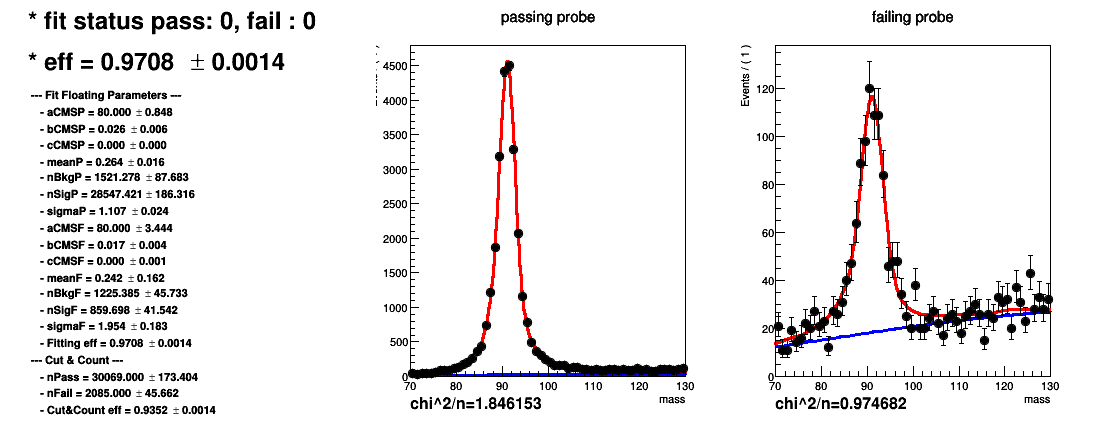 * fit status pass: 0, fail : 0
* eff = 0.9708 ± 0.0014
--- Fit Floating Parameters ---
- aCMSP = 80.000 ± 0.848
- bCMSP = 0.026 ± 0.006
- cCMSP = 0.000 ± 0.000
- meanP = 0.264 ± 0.016
- nBkgP = 1521.278 ± 87.683
- nSigP = 28547.421 ± 186.316
- sigmaP = 1.107 ± 0.024
- aCMSF = 80.000 ± 3.444
- bCMSF = 0.017 ± 0.004
- cCMSF = 0.000 ± 0.001
- meanF = 0.242 ± 0.162
- nBkgF = 1225.385 ± 45.733
- nSigF = 859.698 ± 41.542
- sigmaF = 1.954 ± 0.183
- Fitting eff = 0.9708 ± 0.0014
--- Cut & Count ---
- nPass = 30069.000 ± 173.404
- nFail = 2085.000 ± 45.662
- Cut&Count eff = 0.9352 ± 0.0014
passing probe
4500
4000
3500
3000
2500
2000
1500
1000
500
0
70 80 90 100 110 120 130
mass
chi^2/n=1.846153
failing probe
Events / ( 1 )
120
100
80
60
40
20
0
70 80 90 100 110 120 130
mass
chi^2/n=0.974682